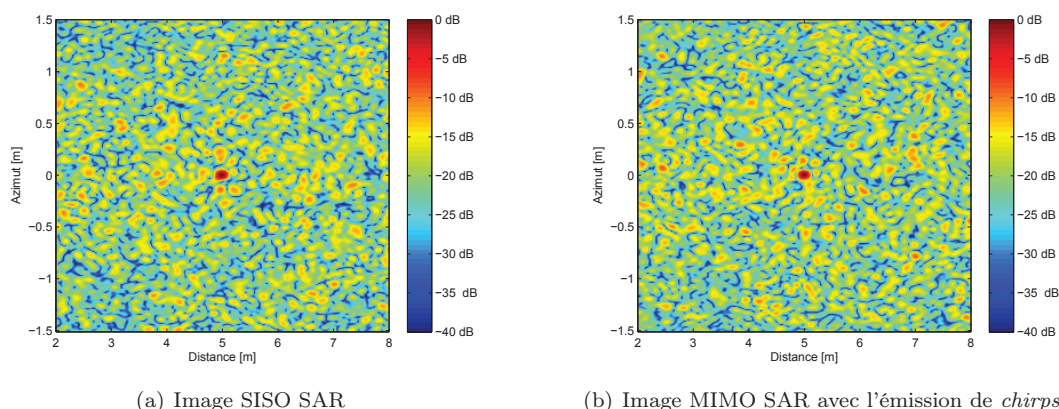 1.5
1
0.5
0
−0.5
−1
−1.5
Azimut [m]
2 3 4 5 6 7 8
Distance [m]
0 dB
−5 dB
−10 dB
−15 dB
−20 dB
−25 dB
−30 dB
−35 dB
−40 dB
(a) Image SISO SAR
1.5
1
0.5
0
−0.5
−1
−1.5
Azimut [m]
2 3 4 5 6 7 8
Distance [m]
0 dB
−5 dB
−10 dB
−15 dB
−20 dB
−25 dB
−30 dB
−35 dB
−40 dB
(b) Image MIMO SAR avec l'émission de chirps